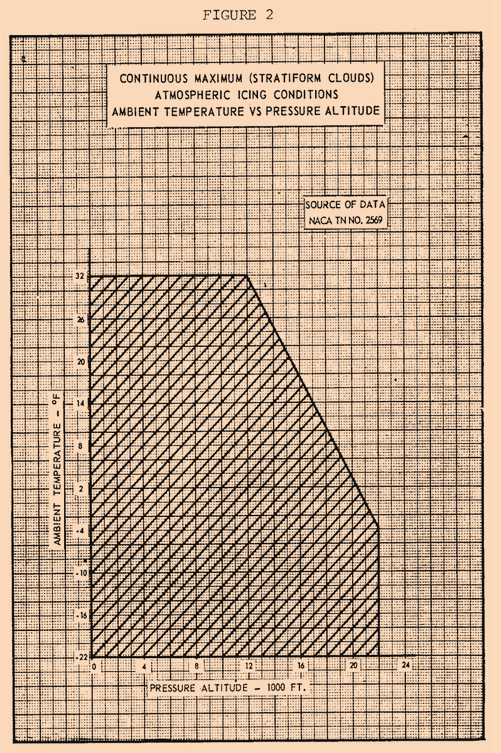 FIGURE 2
CONTINUOUS MAXIMUM (STRATIFORM CLOUDS)
ATMOSPHERIC ICING CONDITIONS
AMBIENT TEMPERATURE VS PRESSURE ALTITUDE
SOURCE OF DATA
NACA TN NO. 2569
32
26
20
14
8
2
-4
-10
-16
-22
AMBIENT TEMPERATURE - °F
0 4 8 12 16 20 24
PRESSURE ALTITUDE - 1000 FT.